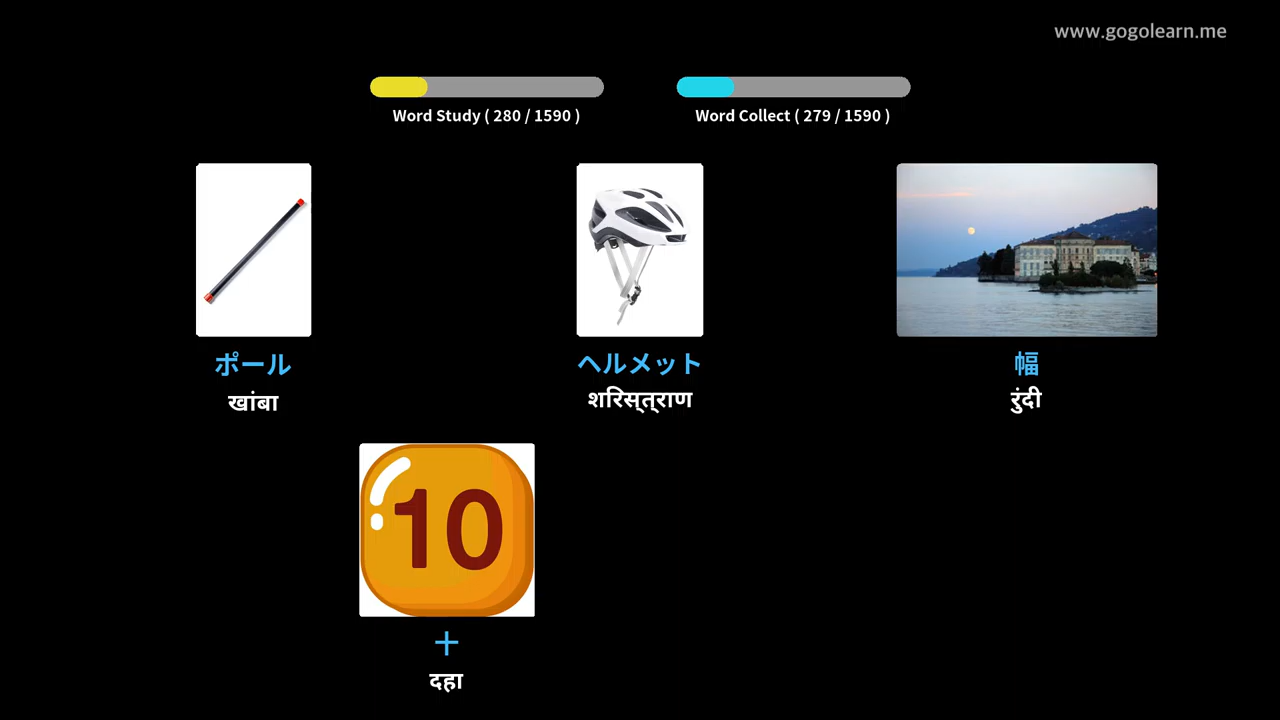 www.gogolearn.me
Word Study ( 280 / 1590 )
Word Collect ( 279 / 1590 )
ポール
ヘルメット
幅
खांबा
शरिस्त्राण
रुंदी
10
十
दहा